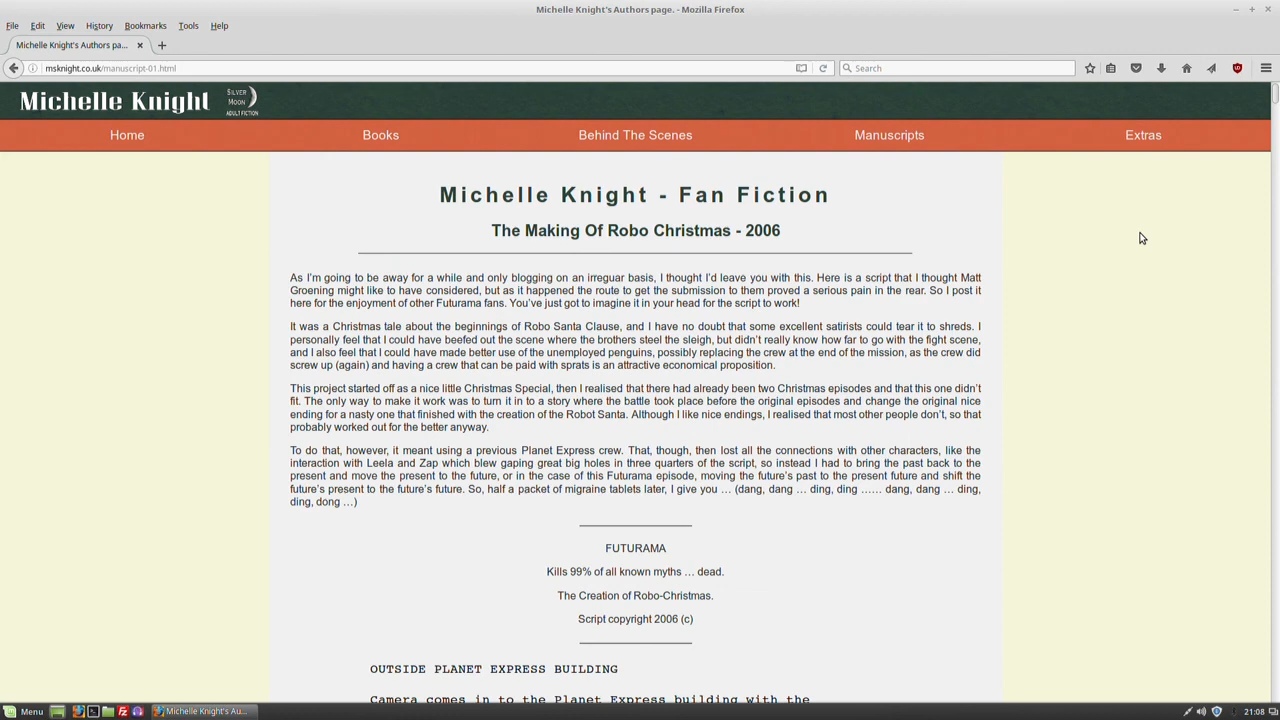 Michelle Knight's Authors page. - Mozilla Firefox
File Edit View History Bookmarks Tools Help
Michelle Knight's Authors pa...
msknight.co.uk/manuscript-01.html
Search
Michelle Knight
SILVER
MOON
ADULT FICTION
Home Books Behind The Scenes Manuscripts Extras
Michelle Knight - Fan Fiction
The Making Of Robo Christmas - 2006
As I'm going to be away for a while and only blogging on an irreguar basis, I thought I'd leave you with this. Here is a script that I thought Matt
Groening might like to have considered, but as it happened the route to get the submission to them proved a serious pain in the rear. So I post it
here for the enjoyment of other Futurama fans. You've just got to imagine it in your head for the script to work!
It was a Christmas tale about the beginnings of Robo Santa Clause, and I have no doubt that some excellent satirists could tear it to shreds. I
personally feel that I could have beefed out the scene where the brothers steel the sleigh, but didn't really know how far to go with the fight scene,
and I also feel that I could have made better use of the unemployed penguins, possibly replacing the crew at the end of the mission, as the crew did
screw up (again) and having a crew that can be paid with sprats is an attractive economical proposition.
This project started off as a nice little Christmas Special, then I realised that there had already been two Christmas episodes and that this one didn't
fit. The only way to make it work was to turn it in to a story where the battle took place before the original episodes and change the original nice
ending for a nasty one that finished with the creation of the Robot Santa. Although I like nice endings, I realised that most other people don't, so that
probably worked out for the better anyway.
To do that, however, it meant using a previous Planet Express crew. That, though, then lost all the connections with other characters, like the
interaction with Leela and Zap which blew gaping great big holes in three quarters of the script, so instead I had to bring the past back to the
present and move the present to the future, or in the case of this Futurama episode, moving the future's past to the present future and shift the
future's present to the future's future. So, half a packet of migraine tablets later, I give you … (dang, dang … ding, ding …… dang, dang … ding,
ding, dong …)
FUTURAMA
Kills 99% of all known myths … dead.
The Creation of Robo-Christmas.
Script copyright 2006 (c)
OUTSIDE PLANET EXPRESS BUILDING
Camera comes in to the Planet Express building with the
Menu
Michelle Knight's Au...
21:08